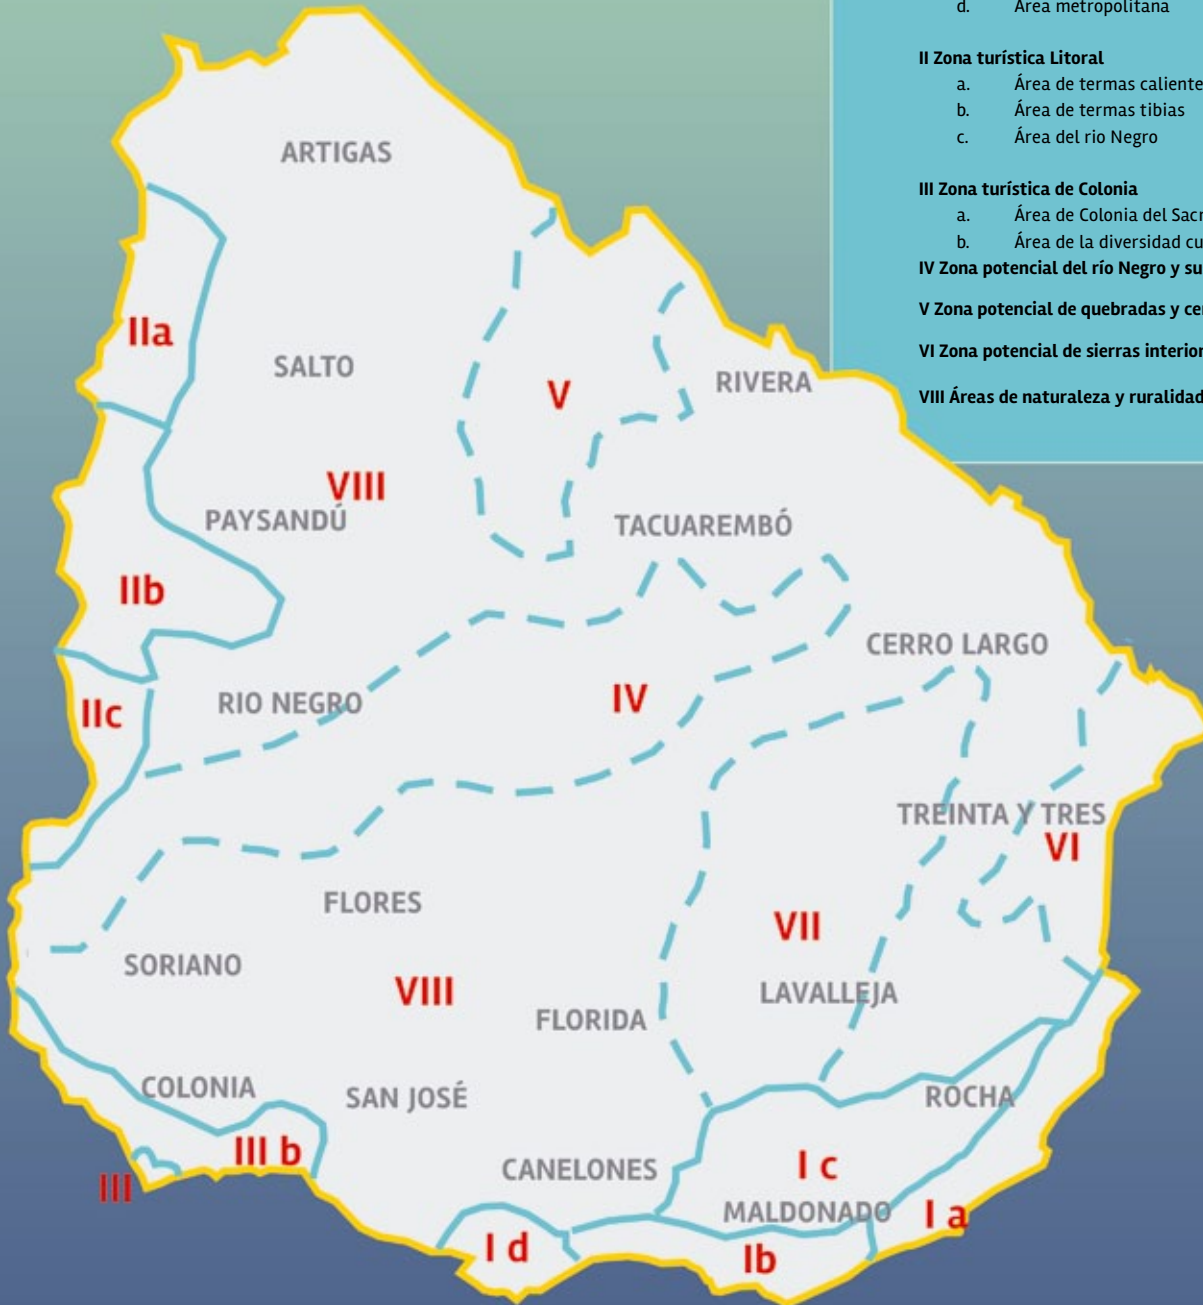 d. Área metropolitana
II Zona turística Litoral
a. Área de termas caliente
b. Área de termas tibias
c. Área del rio Negro
III Zona turística de Colonia
a. Área de Colonia del Sacr
b. Área de la diversidad cu
IV Zona potencial del río Negro y su
V Zona potencial de quebradas y ce
VI Zona potencial de sierras interior
VIII Áreas de naturaleza y ruralidad
ARTIGAS
IIa
SALTO
V
RIVERA
VIII
PAYSANDÚ
TACUAREMBÓ
IIb
CERRO LARGO
IIc
RIO NEGRO
IV
TREINTA Y TRES
VI
FLORES
VII
SORIANO
VIII
LAVALLEJA
FLORIDA
COLONIA
SAN JOSÉ
ROCHA
III b
III
CANELONES
I c
MALDONADO
I a
I d
Ib